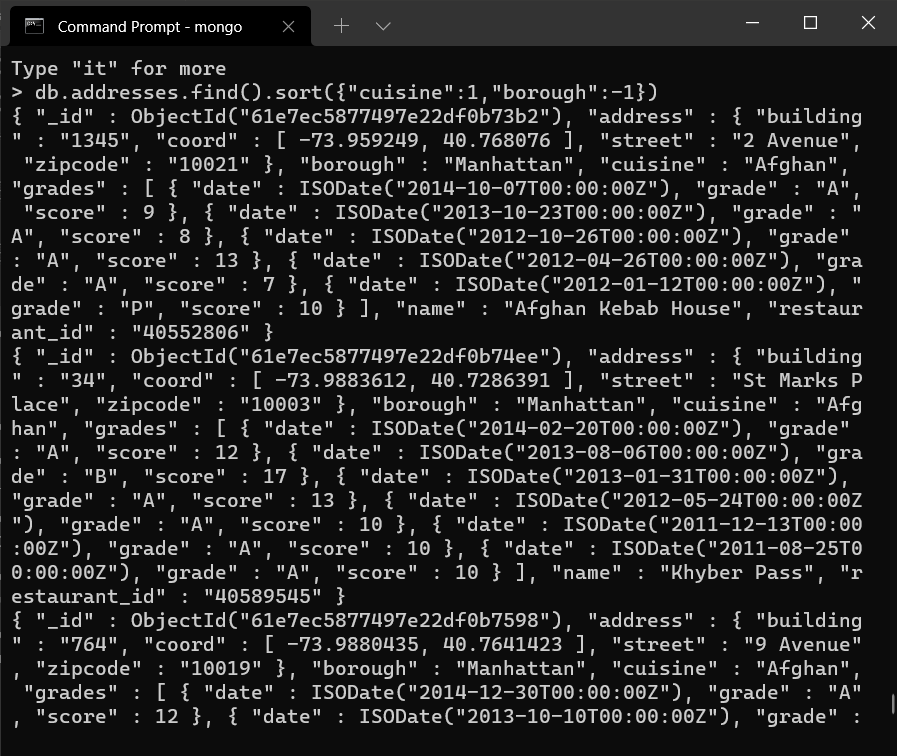 Command Prompt - mongo
Type "it" for more
> db.addresses.find().sort({"cuisine":1,"borough":-1})
{ "_id" : ObjectId("61e7ec5877497e22df0b73b2"), "address" : { "building
" : "1345", "coord" : [ -73.959249, 40.768076 ], "street" : "2 Avenue",
 "zipcode" : "10021" }, "borough" : "Manhattan", "cuisine" : "Afghan",
"grades" : [ { "date" : ISODate("2014-10-07T00:00:00Z"), "grade" : "A",
 "score" : 9 }, { "date" : ISODate("2013-10-23T00:00:00Z"), "grade" : "
A", "score" : 8 }, { "date" : ISODate("2012-10-26T00:00:00Z"), "grade"
: "A", "score" : 13 }, { "date" : ISODate("2012-04-26T00:00:00Z"), "gra
de" : "A", "score" : 7 }, { "date" : ISODate("2012-01-12T00:00:00Z"), "
grade" : "P", "score" : 10 } ], "name" : "Afghan Kebab House", "restaur
ant_id" : "40552806" }
{ "_id" : ObjectId("61e7ec5877497e22df0b74ee"), "address" : { "building
" : "34", "coord" : [ -73.9883612, 40.7286391 ], "street" : "St Marks P
lace", "zipcode" : "10003" }, "borough" : "Manhattan", "cuisine" : "Afg
han", "grades" : [ { "date" : ISODate("2014-02-20T00:00:00Z"), "grade"
: "A", "score" : 12 }, { "date" : ISODate("2013-08-06T00:00:00Z"), "gra
de" : "B", "score" : 17 }, { "date" : ISODate("2013-01-31T00:00:00Z"),
"grade" : "A", "score" : 13 }, { "date" : ISODate("2012-05-24T00:00:00Z
"), "grade" : "A", "score" : 10 }, { "date" : ISODate("2011-12-13T00:00
:00Z"), "grade" : "A", "score" : 10 }, { "date" : ISODate("2011-08-25T0
0:00:00Z"), "grade" : "A", "score" : 10 } ], "name" : "Khyber Pass", "r
estaurant_id" : "40589545" }
{ "_id" : ObjectId("61e7ec5877497e22df0b7598"), "address" : { "building
" : "764", "coord" : [ -73.9880435, 40.7641423 ], "street" : "9 Avenue"
, "zipcode" : "10019" }, "borough" : "Manhattan", "cuisine" : "Afghan",
 "grades" : [ { "date" : ISODate("2014-12-30T00:00:00Z"), "grade" : "A"
, "score" : 12 }, { "date" : ISODate("2013-10-10T00:00:00Z"), "grade" :